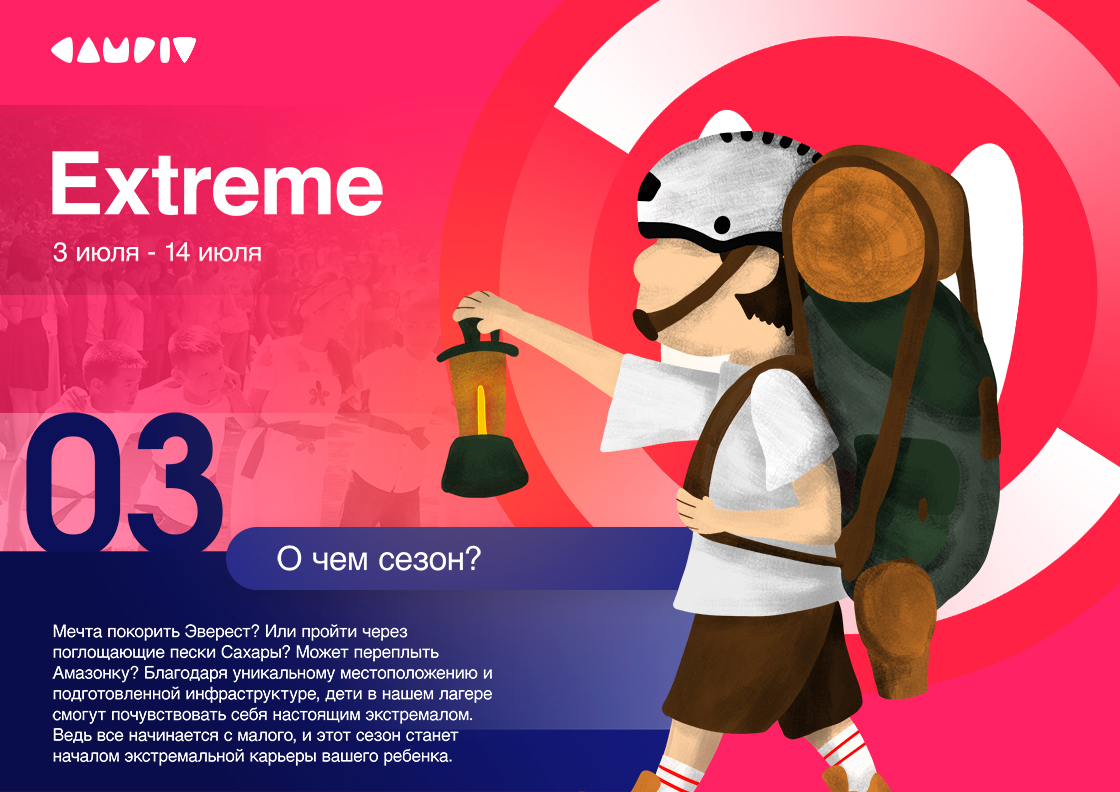 CAMPIT
Extreme
3 июля - 14 июля
03
О чем сезон?
Мечта покорить Эверест? Или пройти через
поглощающие пески Сахары? Может переплыть
Амазонку? Благодаря уникальному местоположению и
подготовленной инфраструктуре, дети в нашем лагере
смогут почувствовать себя настоящим экстремалом.
Ведь все начинается с малого, и этот сезон станет
началом экстремальной карьеры вашего ребенка.